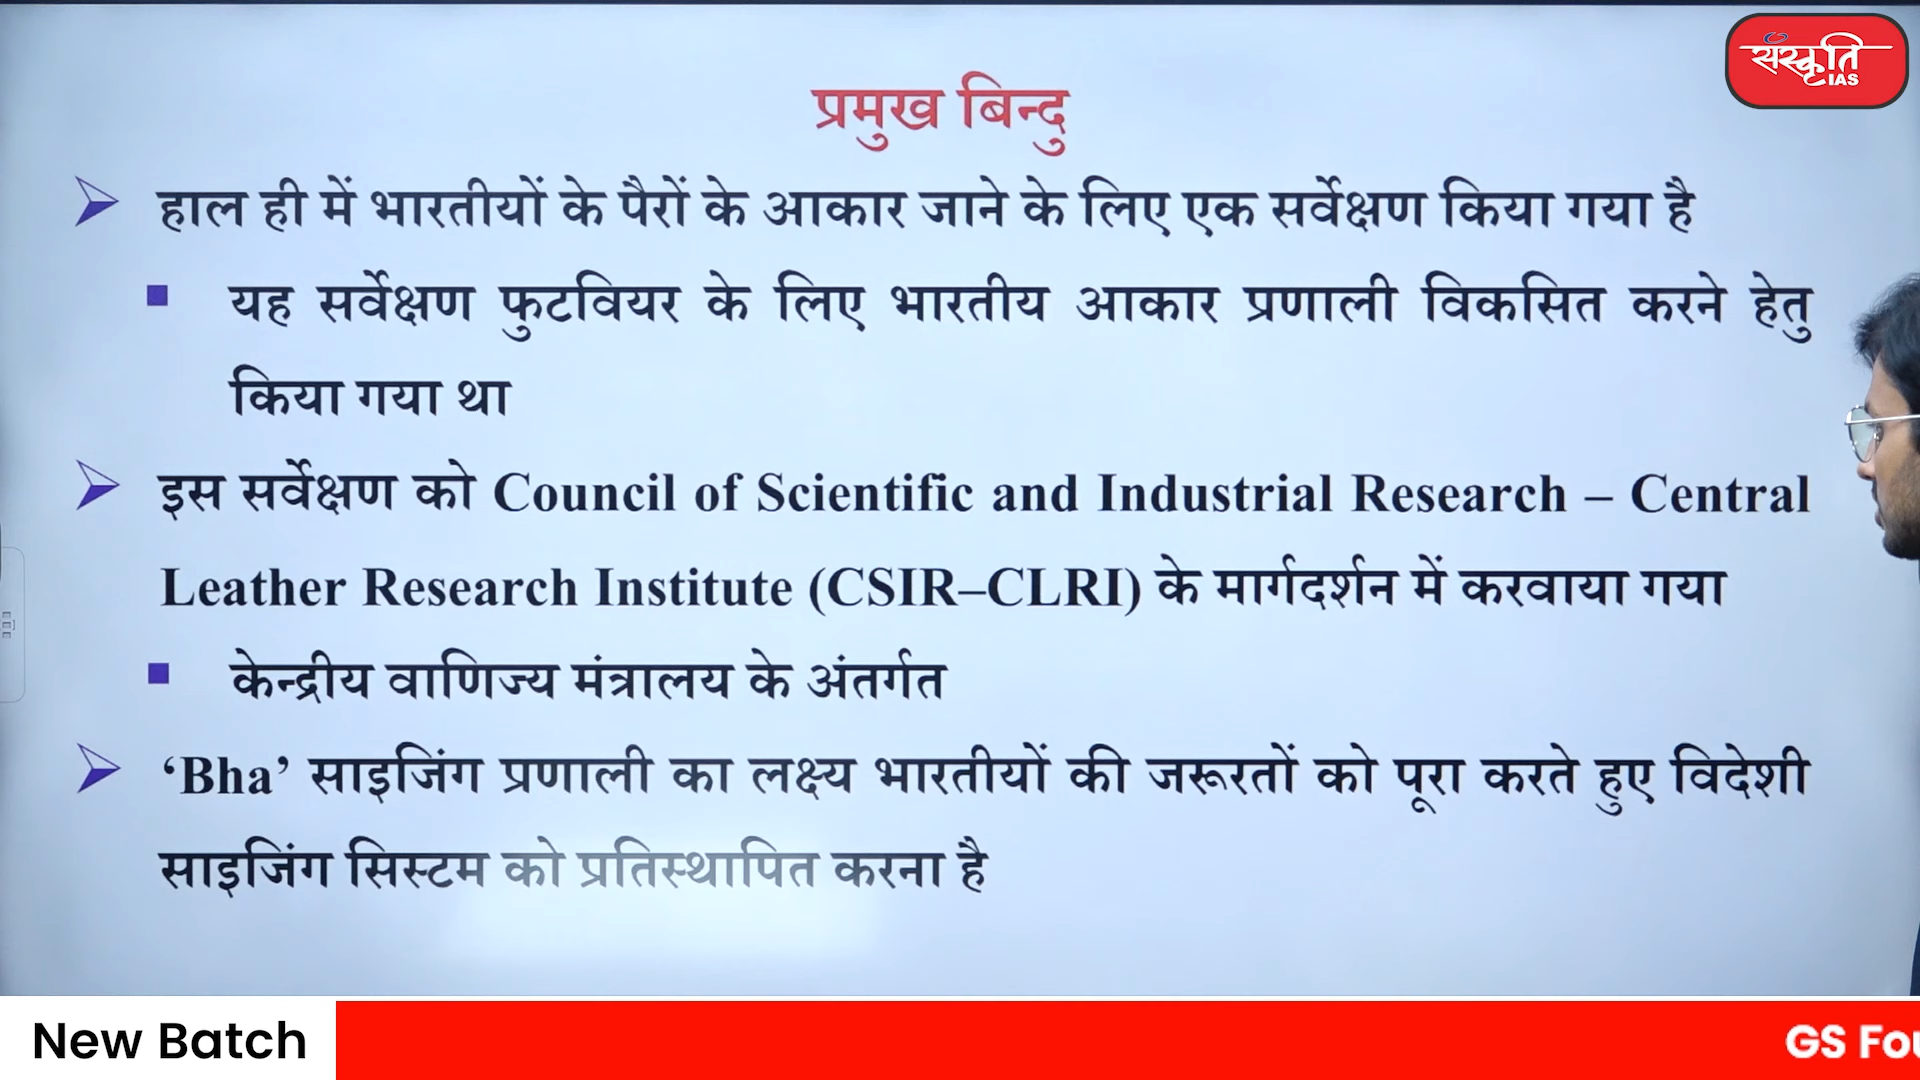 संस्कृति
IAS
प्रमुख बिन्दु
हाल ही में भारतीयों के पैरों के आकार जाने के लिए एक सर्वेक्षण किया गया है
यह सर्वेक्षण फुटवियर के लिए भारतीय आकार प्रणाली विकसित करने हेतु
किया गया था
इस सर्वेक्षण को Council of Scientific and Industrial Research – Central
Leather Research Institute (CSIR–CLRI) के मार्गदर्शन में करवाया गया
केन्द्रीय वाणिज्य मंत्रालय के अंतर्गत
‘Bha’ साइजिंग प्रणाली का लक्ष्य भारतीयों की जरूरतों को पूरा करते हुए विदेशी
साइजिंग सिस्टम को प्रतिस्थापित करना है
New Batch
GS Fou